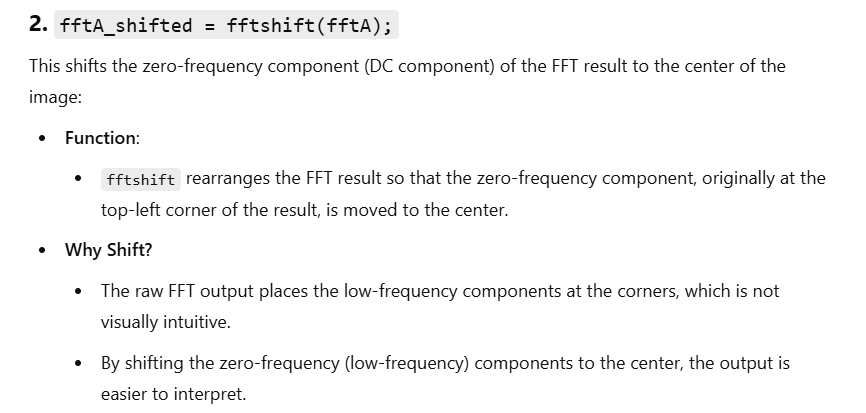 2. fftA_shifted = fftshift(fftA);
This shifts the zero-frequency component (DC component) of the FFT result to the center of the
image:
• Function:
• fftshift rearranges the FFT result so that the zero-frequency component, originally at the
top-left corner of the result, is moved to the center.
• Why Shift?
• The raw FFT output places the low-frequency components at the corners, which is not
visually intuitive.
• By shifting the zero-frequency (low-frequency) components to the center, the output is
easier to interpret.